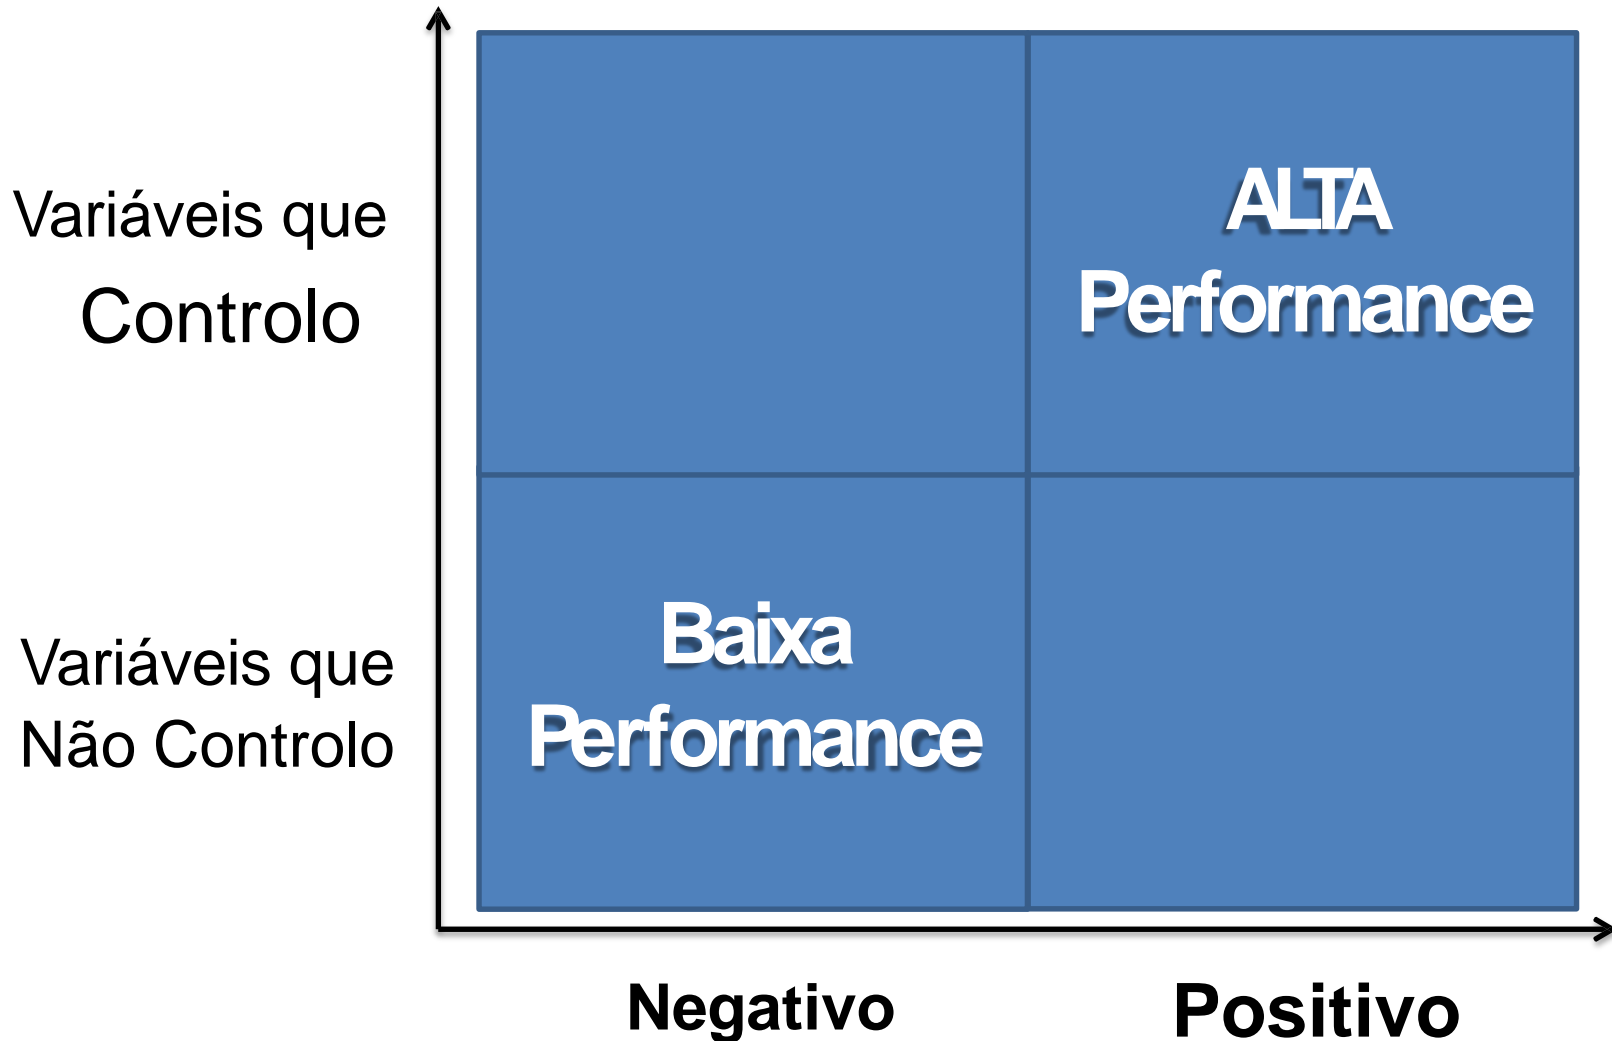 Variáveis que
Controlo
ALTA
Performance
Variáveis que
Não Controlo
Baixa
Performance
Negativo
Positivo